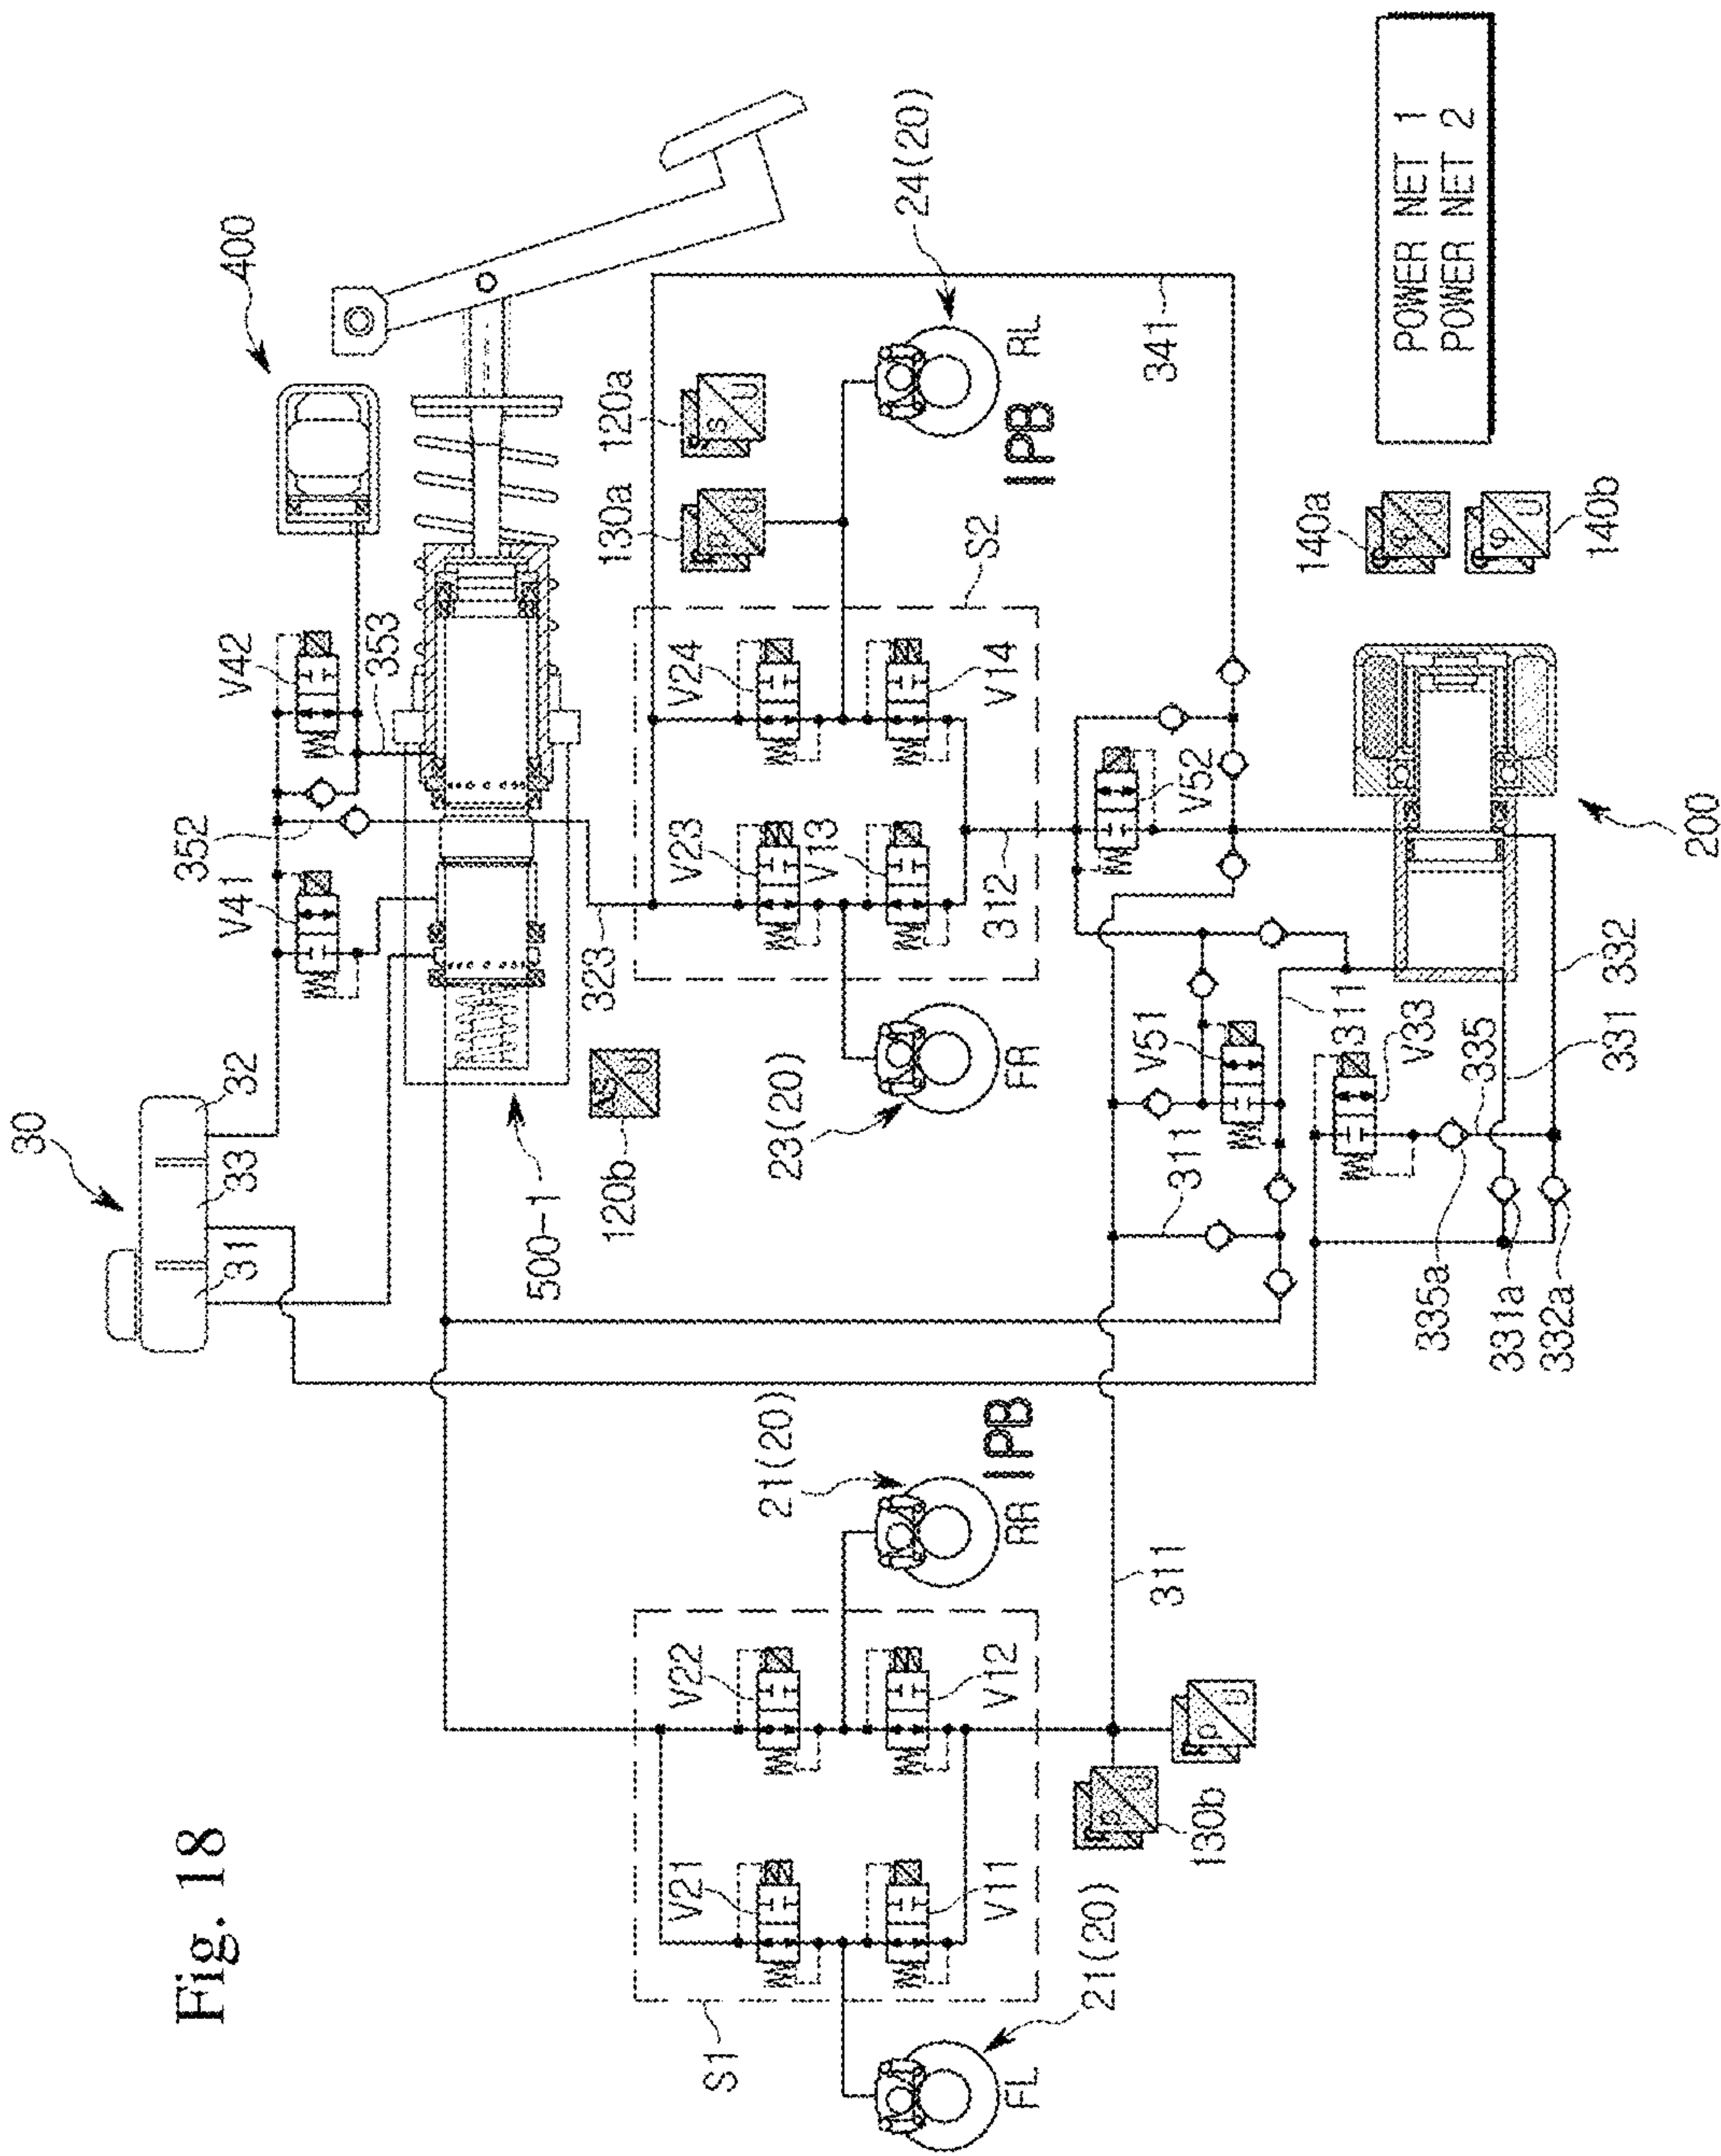 Fig. 18
30
31
33
32
400
V41
352
V42
353
500-1
120b
323
S1
V21
V22
V11
V12
FL
21(20)
RR
21(20)
IPB
130b
311
S2
V23
V24
V13
V14
130a
120a
312
FR
23(20)
RL
24(20)
IPB
341
V51
V52
311
311
V33
335
331
332
335a
331a
332a
200
140a
140b
POWER NET 1
POWER NET 2